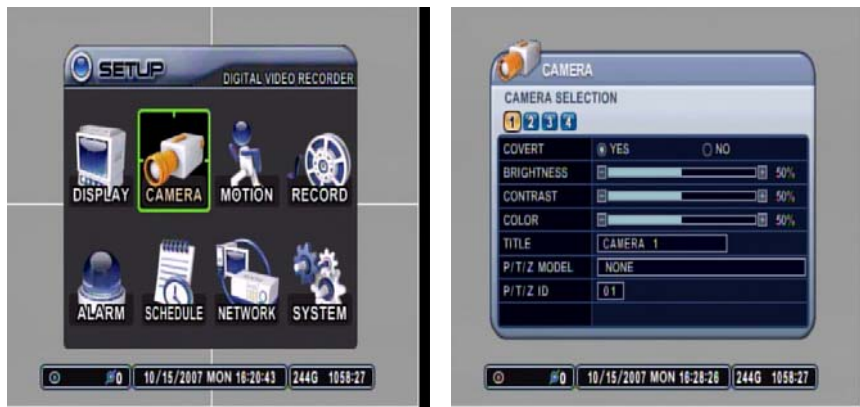 SETUP
DIGITAL VIDEO RECORDER
DISPLAY CAMERA MOTION RECORD
ALARM SCHEDULE NETWORK SYSTEM
0 10/15/2007 MON 16:20:43 244G 1058:27
CAMERA
CAMERA SELECTION
1 2 3 4
COVERT YES NO
BRIGHTNESS 50%
CONTRAST 50%
COLOR 50%
TITLE CAMERA 1
P/T/Z MODEL NONE
P/T/Z ID 01
0 10/15/2007 MON 16:28:26 244G 1058:27